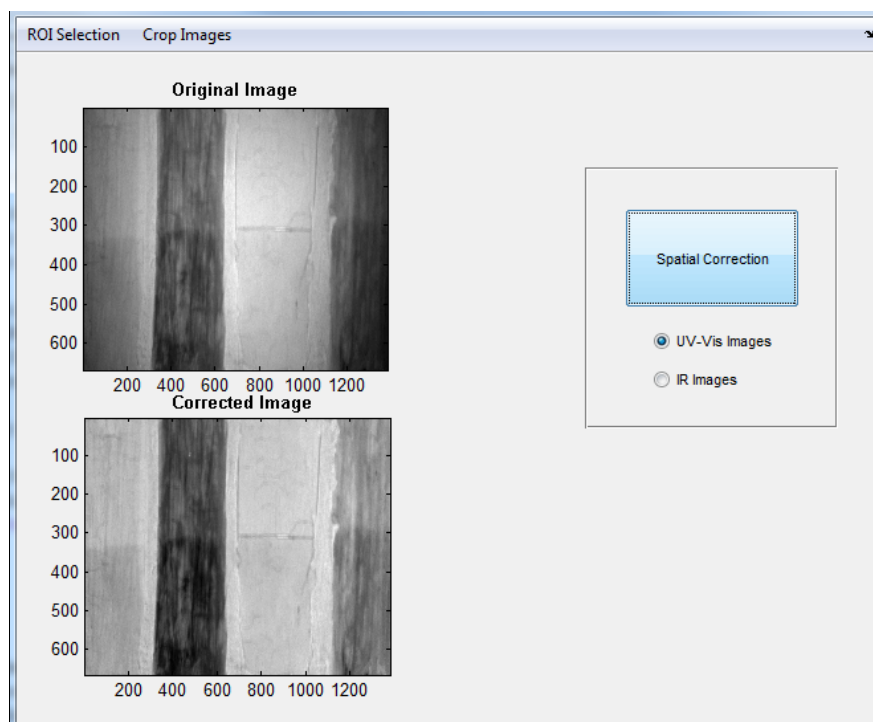 ROI Selection Crop Images
Original Image
100
200
300
400
500
600
200 400 600 800 1000 1200
Corrected Image
100
200
300
400
500
600
200 400 600 800 1000 1200
Spatial Correction
UV-Vis Images
IR Images